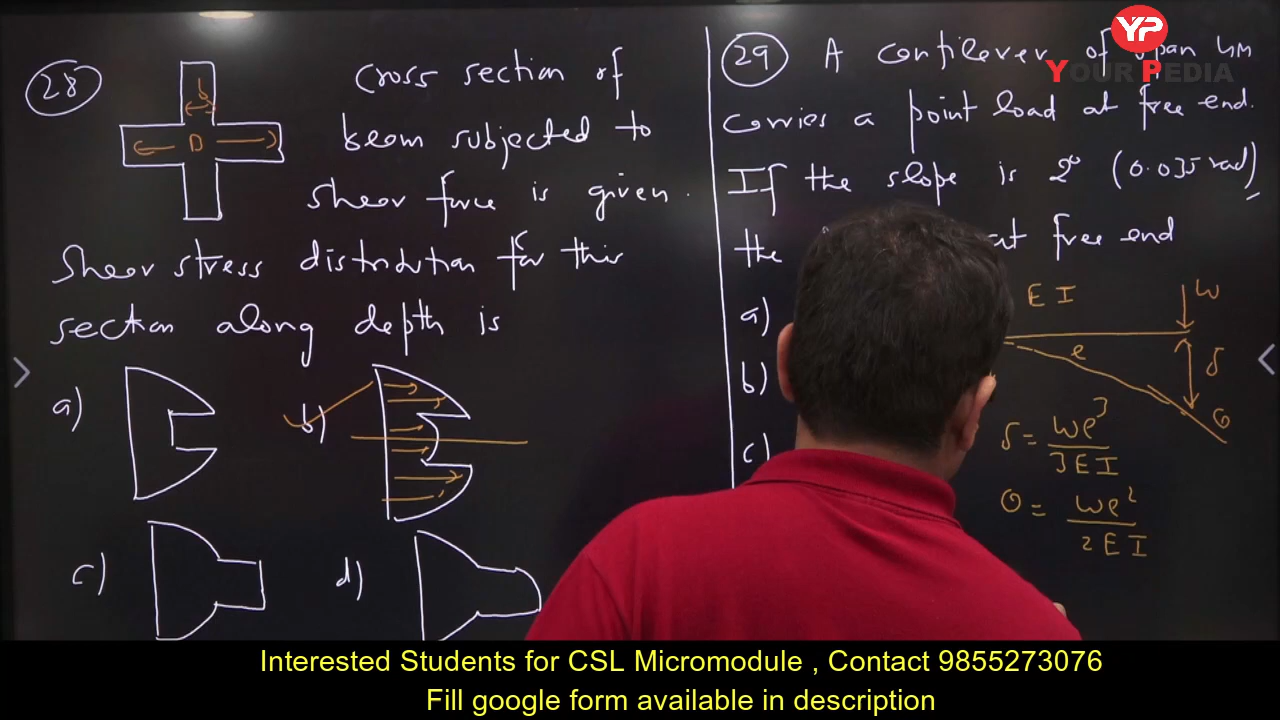 28
b
D
Cross section of
beam subjected to
shear force is given.
Shear stress distribution for this
section along depth is
a)
b)
c)
d)
YP
YOUR PEDIA
29 A cantilever of span 4m
carries a point load at free end.
If the slope is 2° (0.035 rad)
the at free end
a)
b)
c)
EI
W
e
δ
θ
δ = We³
3EI
θ = We²
2EI
Interested Students for CSL Micromodule , Contact 9855273076
Fill google form available in description